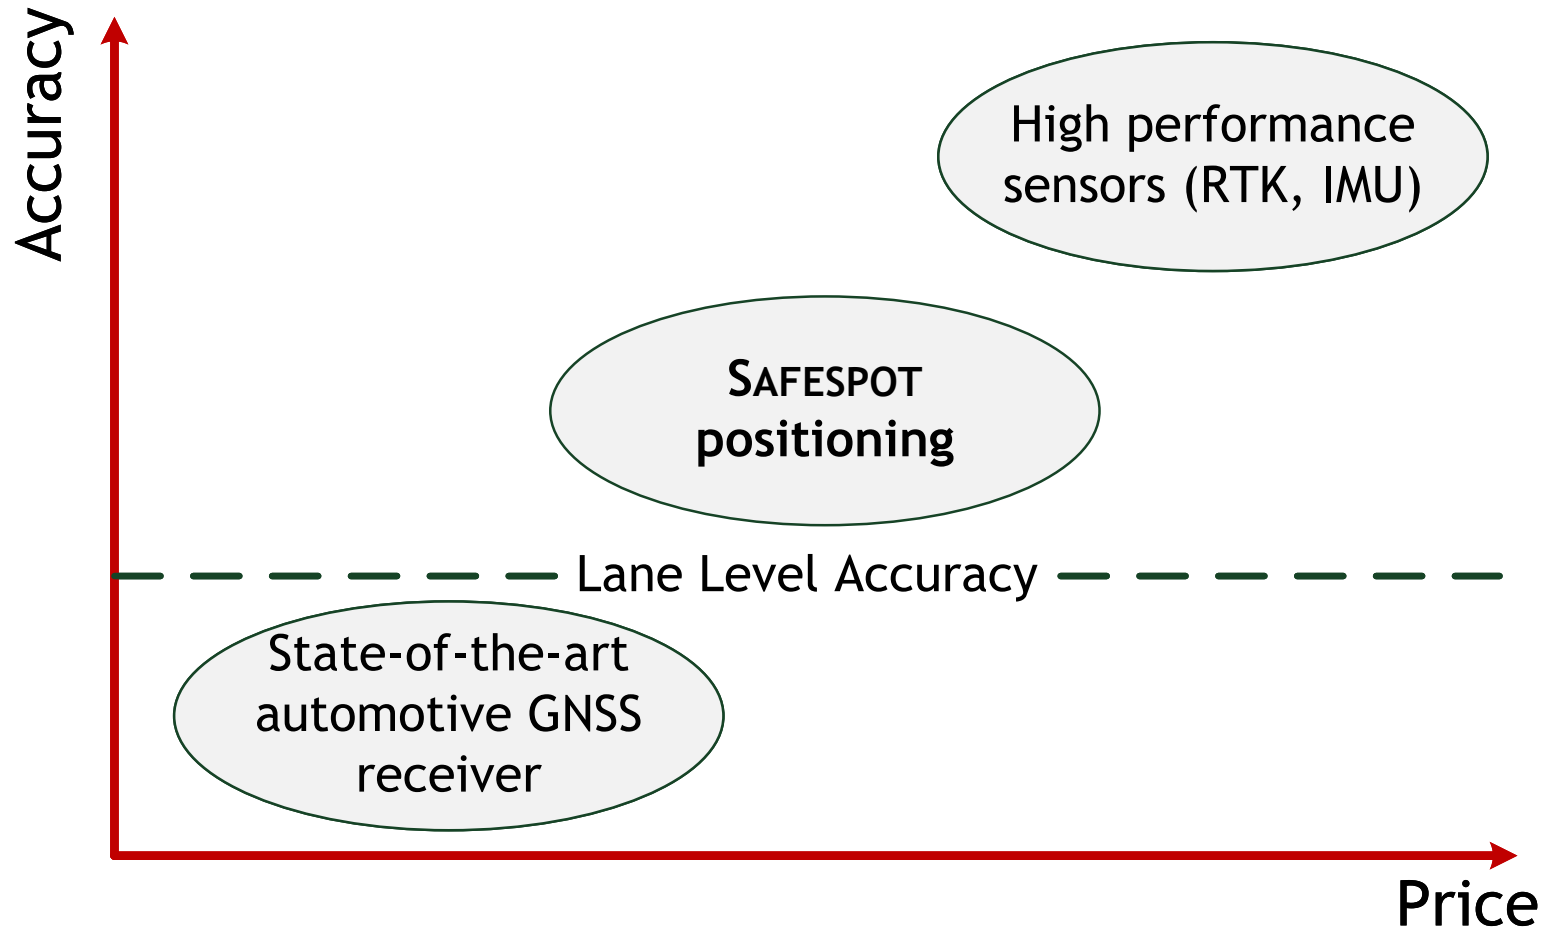 Accuracy
High performance
sensors (RTK, IMU)
SAFESPOT
positioning
Lane Level Accuracy
State-of-the-art
automotive GNSS
receiver
Price